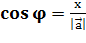 cos φ = x / |a⃗|